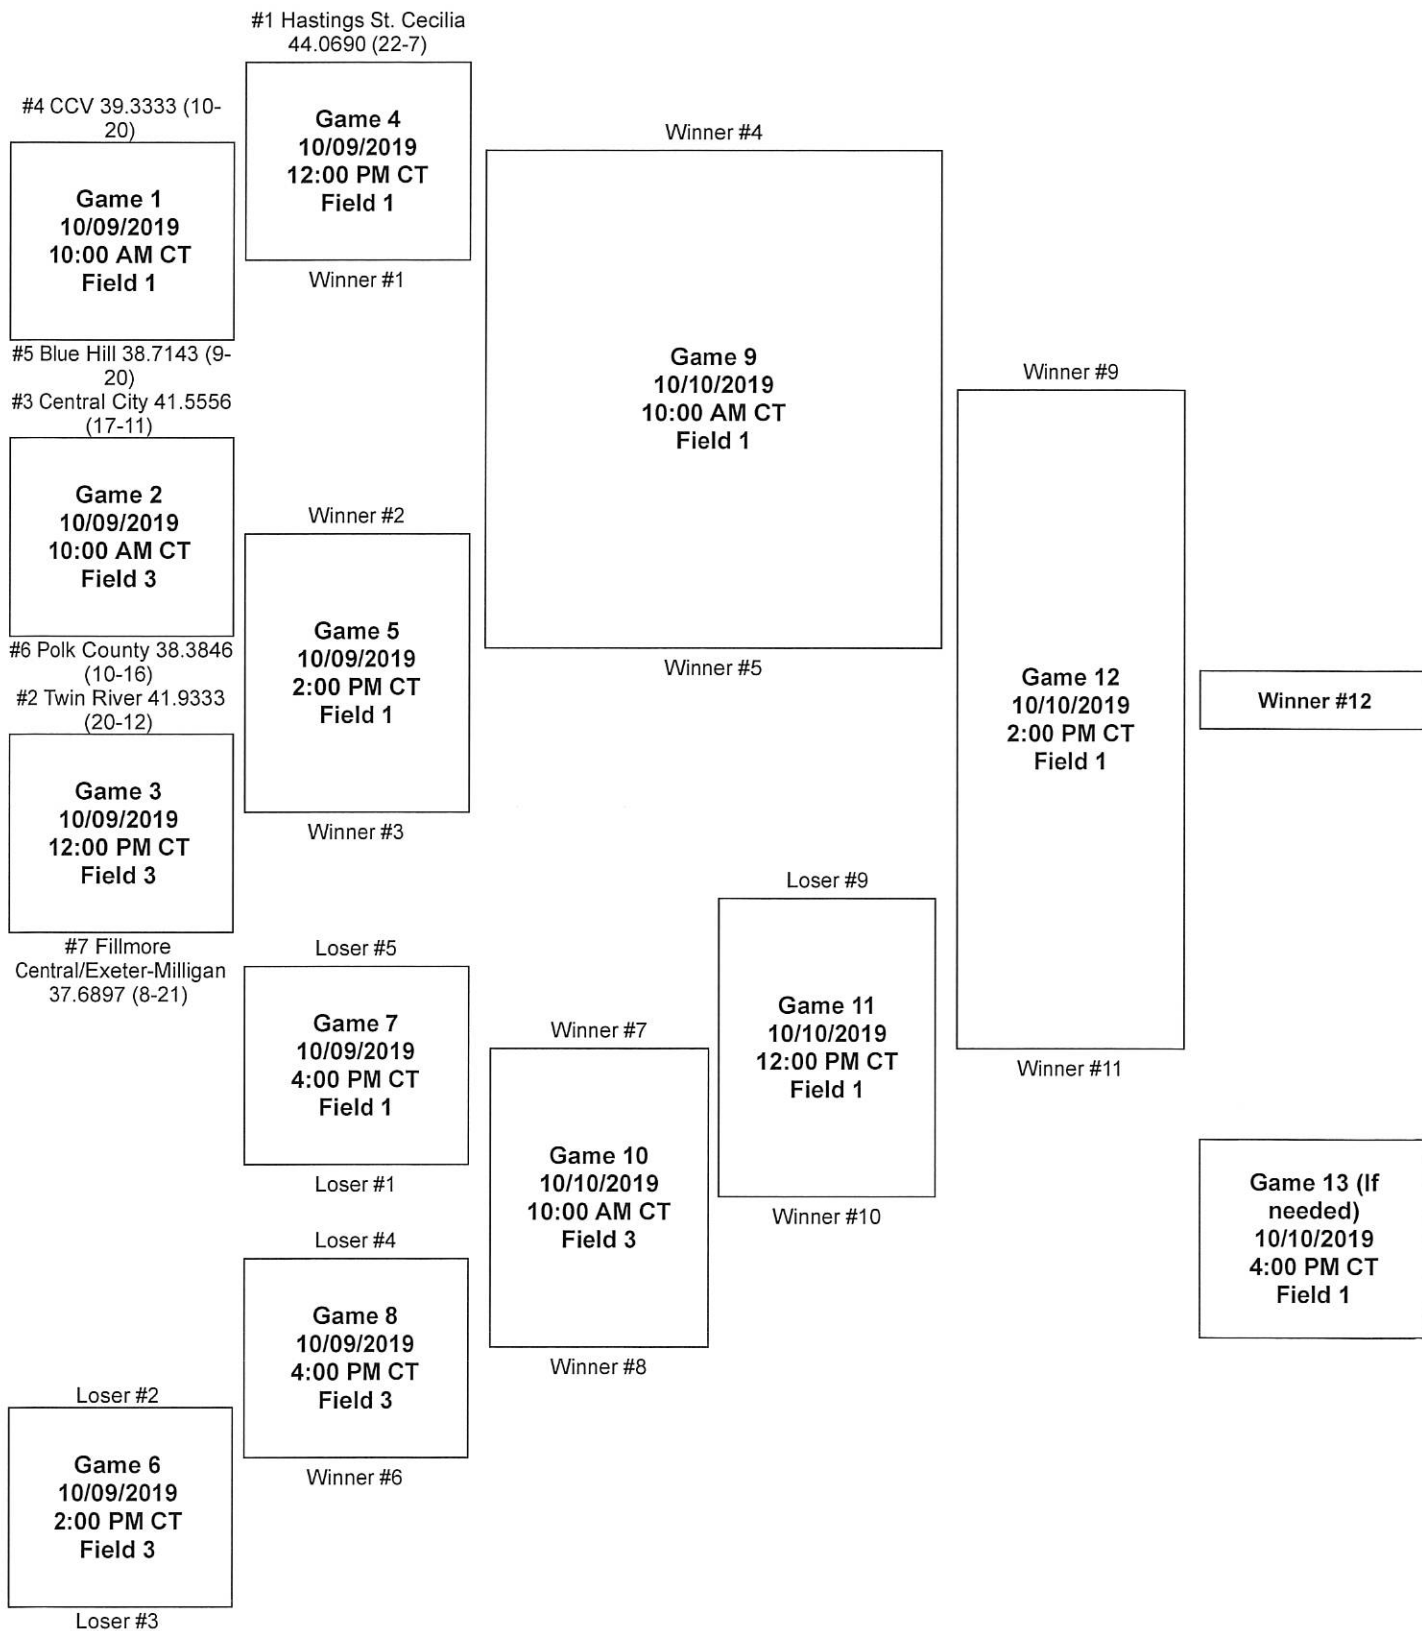 #1 Hastings St. Cecilia
44.0690 (22-7)
Game 4
10/09/2019
12:00 PM CT
Field 1
Winner #1
#4 CCV 39.3333 (10-
20)
Game 1
10/09/2019
10:00 AM CT
Field 1
#5 Blue Hill 38.7143 (9-
20)
#3 Central City 41.5556
(17-11)
Game 2
10/09/2019
10:00 AM CT
Field 3
#6 Polk County 38.3846
(10-16)
#2 Twin River 41.9333
(20-12)
Game 3
10/09/2019
12:00 PM CT
Field 3
#7 Fillmore
Central/Exeter-Milligan
37.6897 (8-21)
Winner #2
Game 5
10/09/2019
2:00 PM CT
Field 1
Winner #3
Winner #4
Game 9
10/10/2019
10:00 AM CT
Field 1
Winner #5
Winner #9
Game 12
10/10/2019
2:00 PM CT
Field 1
Winner #11
Winner #12
Loser #5
Game 7
10/09/2019
4:00 PM CT
Field 1
Loser #1
Loser #4
Game 8
10/09/2019
4:00 PM CT
Field 3
Winner #6
Loser #2
Game 6
10/09/2019
2:00 PM CT
Field 3
Loser #3
Winner #7
Game 10
10/10/2019
10:00 AM CT
Field 3
Winner #8
Loser #9
Game 11
10/10/2019
12:00 PM CT
Field 1
Winner #10
Game 13 (If
needed)
10/10/2019
4:00 PM CT
Field 1